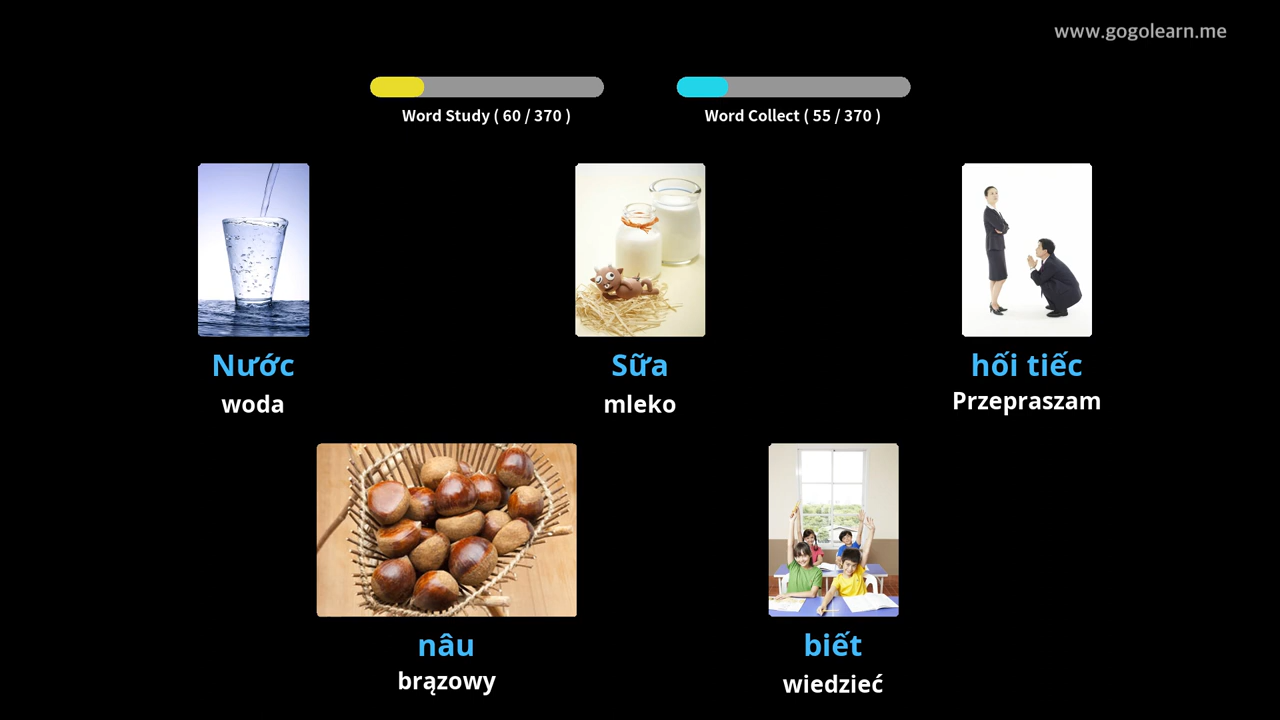 www.gogolearn.me
Word Study ( 60 / 370 )
Word Collect ( 55 / 370 )
Nước
woda
Sữa
mleko
hối tiếc
Przepraszam
nâu
brązowy
biết
wiedzieć